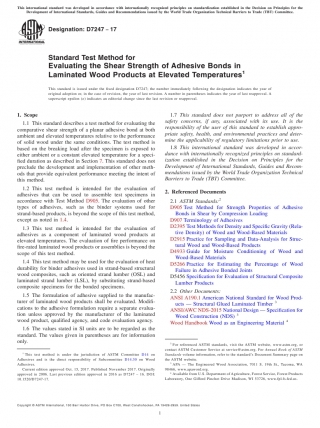 This international standard was developed in accordance with internationally recognized principles on standardization established in the Decision on Principles for the
Development of International Standards, Guides and Recommendations issued by the World Trade Organization Technical Barriers to Trade (TBT) Committee.
Designation: D7247 − 17
Standard Test Method for
Evaluating the Shear Strength of Adhesive Bonds in
Laminated Wood Products at Elevated Temperatures1
This standard is issued under the fixed designation D7247; the number immediately following the designation indicates the year of
original adoption or, in the case of revision, the year of last revision. A number in parentheses indicates the year of last reapproval. A
superscript epsilon (ε) indicates an editorial change since the last revision or reapproval.
1. Scope
1.1 This standard describes a test method for evaluating the
comparative shear strength of a planar adhesive bond at both
ambient and elevated temperatures relative to the performance
of solid wood under the same conditions. The test method is
based on the breaking load after the specimen is exposed to
either ambient or a constant elevated temperature for a speci-
fied duration as described in Section 7. This standard does not
preclude the development and implementation of other meth-
ods that provide equivalent performance meeting the intent of
this method.
1.2 This test method is intended for the evaluation of
adhesives that can be used to assemble test specimens in
accordance with Test Method D905. The evaluation of other
types of adhesives, such as the binder systems used for
strand-based products, is beyond the scope of this test method,
except as noted in 1.4.
1.3 This test method is intended for the evaluation of
adhesives as a component of laminated wood products at
elevated temperatures. The evaluation of fire performance on
fire-rated laminated wood products or assemblies is beyond the
scope of this test method.
1.4 This test method may be used for the evaluation of heat
durability for binder adhesives used in strand-based structural
wood composites, such as oriented strand lumber (OSL) and
laminated strand lumber (LSL), by substituting strand-based
composite specimens for the bonded specimens.
1.5 The formulation of adhesive supplied to the manufac-
turer of laminated wood products shall be evaluated. Modifi-
cations to the adhesive formulation require a separate evalua-
tion unless approved by the manufacturer of the laminated
wood product, qualified agency, and code evaluation agency.
1.6 The values stated in SI units are to be regarded as the
standard. The values given in parentheses are for information
only.
1 This test method is under the jurisdiction of ASTM Committee D14 on
Adhesives and is the direct responsibility of Subcommittee D14.30 on Wood
Adhesives.
Current edition approved Oct. 15, 2017. Published November 2017. Originally
approved in 2006. Last previous edition approved in 2016 as D7247 – 16. DOI:
10.1520/D7247-17.
1.7 This standard does not purport to address all of the
safety concerns, if any, associated with its use. It is the
responsibility of the user of this standard to establish appro-
priate safety, health, and environmental practices and deter-
mine the applicability of regulatory limitations prior to use.
1.8 This international standard was developed in accor-
dance with internationally recognized principles on standard-
ization established in the Decision on Principles for the
Development of International Standards, Guides and Recom-
mendations issued by the World Trade Organization Technical
Barriers to Trade (TBT) Committee.
2. Referenced Documents
2.1 ASTM Standards:2
D905 Test Method for Strength Properties of Adhesive
Bonds in Shear by Compression Loading
D907 Terminology of Adhesives
D2395 Test Methods for Density and Specific Gravity (Rela-
tive Density) of Wood and Wood-Based Materials
D2915 Practice for Sampling and Data-Analysis for Struc-
tural Wood and Wood-Based Products
D4933 Guide for Moisture Conditioning of Wood and
Wood-Based Materials
D5266 Practice for Estimating the Percentage of Wood
Failure in Adhesive Bonded Joints
D5456 Specification for Evaluation of Structural Composite
Lumber Products
2.2 Other Documents:
ANSI A190.1 American National Standard for Wood Prod-
ucts — Structural Glued Laminated Timber3
ANSI/AWC NDS-2015 National Design – Specification for
Wood Construction (NDS) 3
Wood Handbook Wood as an Engineering Material 4
2 For referenced ASTM standards, visit the ASTM website, www.astm.org, or
contact ASTM Customer Service at service@astm.org. For Annual Book of ASTM
Standards volume information, refer to the standard's Document Summary page on
the ASTM website.
3 APA – The Engineered Wood Association, 7011 S. 19th St., Tacoma, WA
98466, www.apawood.org.
4 Available from U.S. Department of Agriculture, Forest Service, Forest Products
Laboratory, One Gifford Pinchot Drive Madison, WI 53726, www.fpl.fs.fed.us.
Copyright © ASTM International, 100 Barr Harbor Drive, PO Box C700, West Conshohocken, PA 19428-2959. United States
1